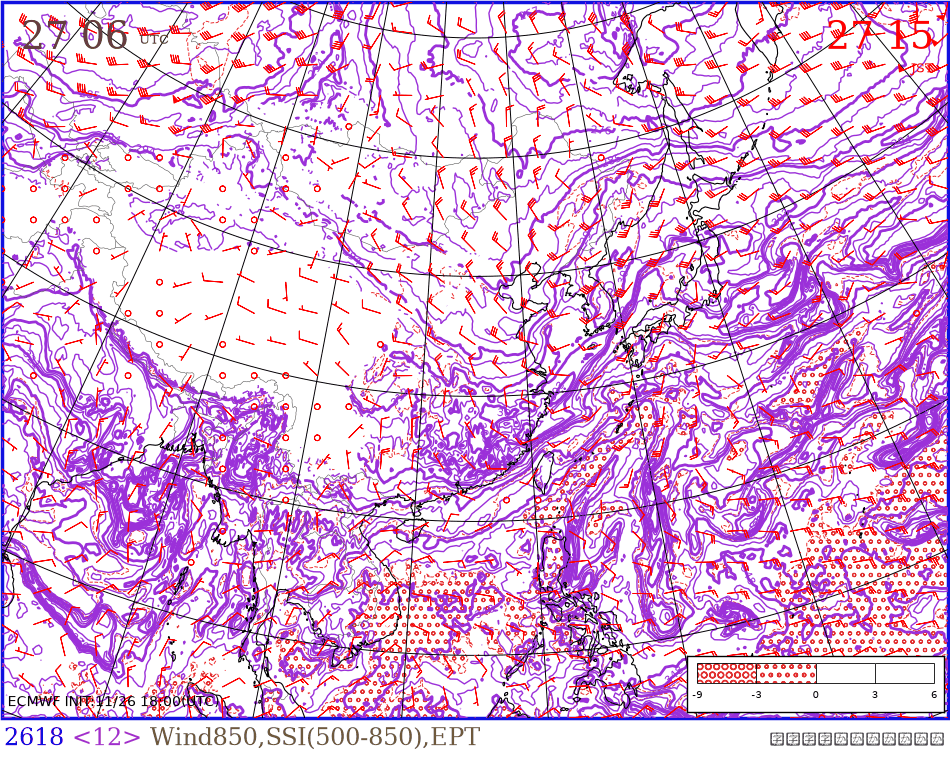 27 06 UTC
27 15
JST
ECMWF INIT:11/26 18:00(UTC)
-9 -3 0 3 6
2618 <12> Wind850,SSI(500-850),EPT